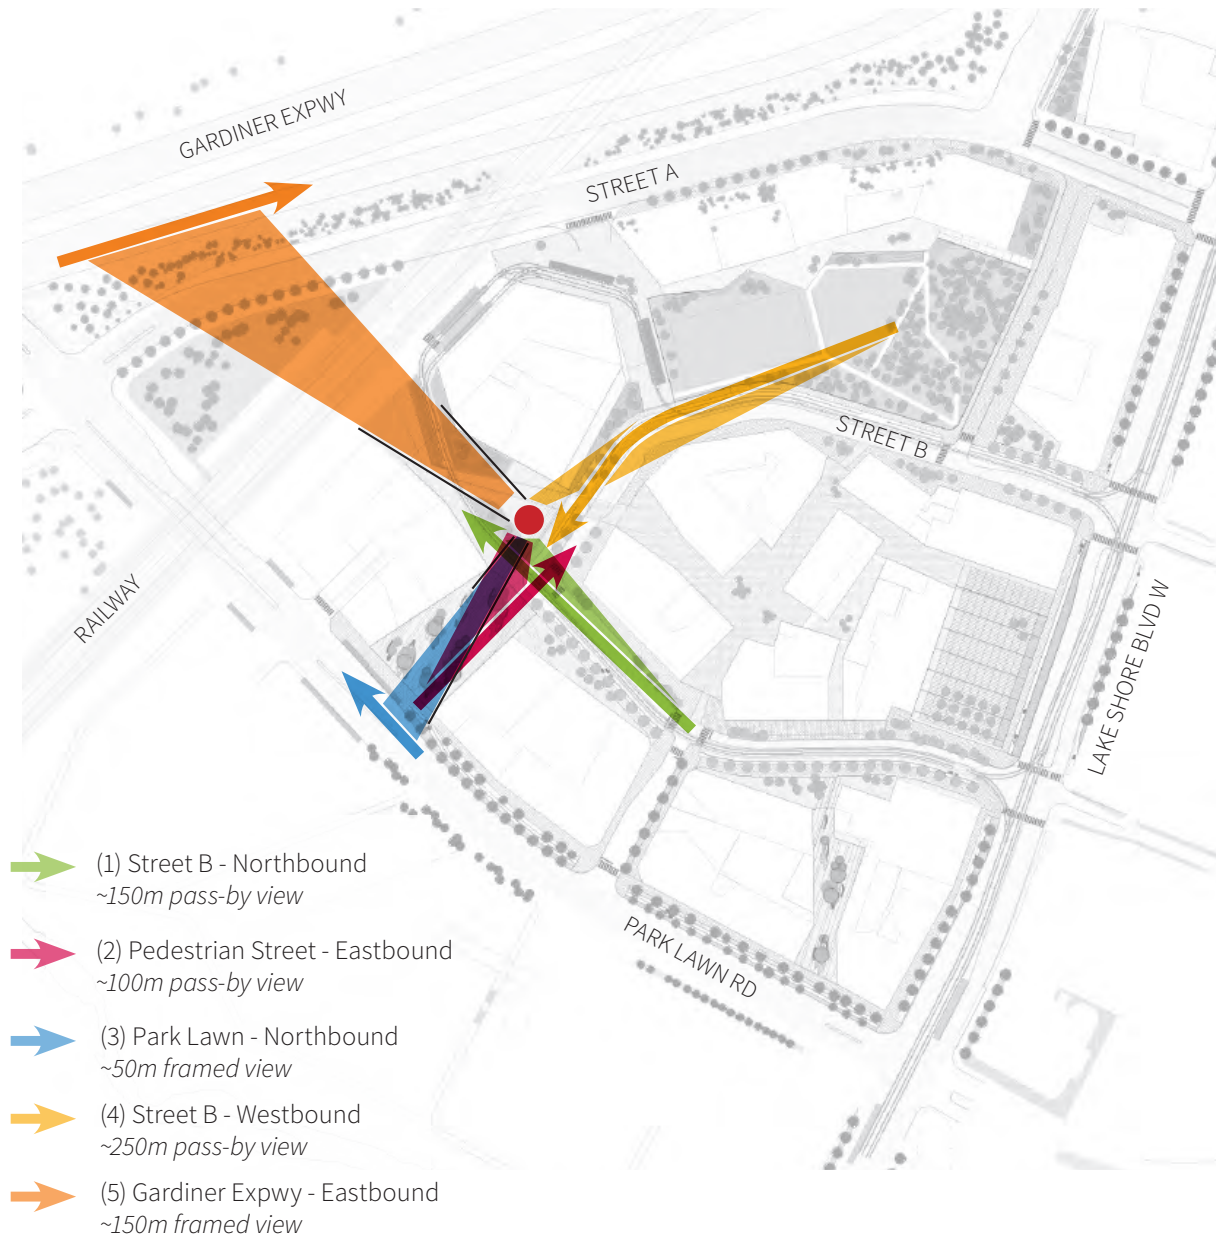 GARDINER EXPWY
STREET A
STREET B
RAILWAY
LAKE SHORE BLVD W
PARK LAWN RD
(1) Street B - Northbound
~150m pass-by view
(2) Pedestrian Street - Eastbound
~100m pass-by view
(3) Park Lawn - Northbound
~50m framed view
(4) Street B - Westbound
~250m pass-by view
(5) Gardiner Expwy - Eastbound
~150m framed view